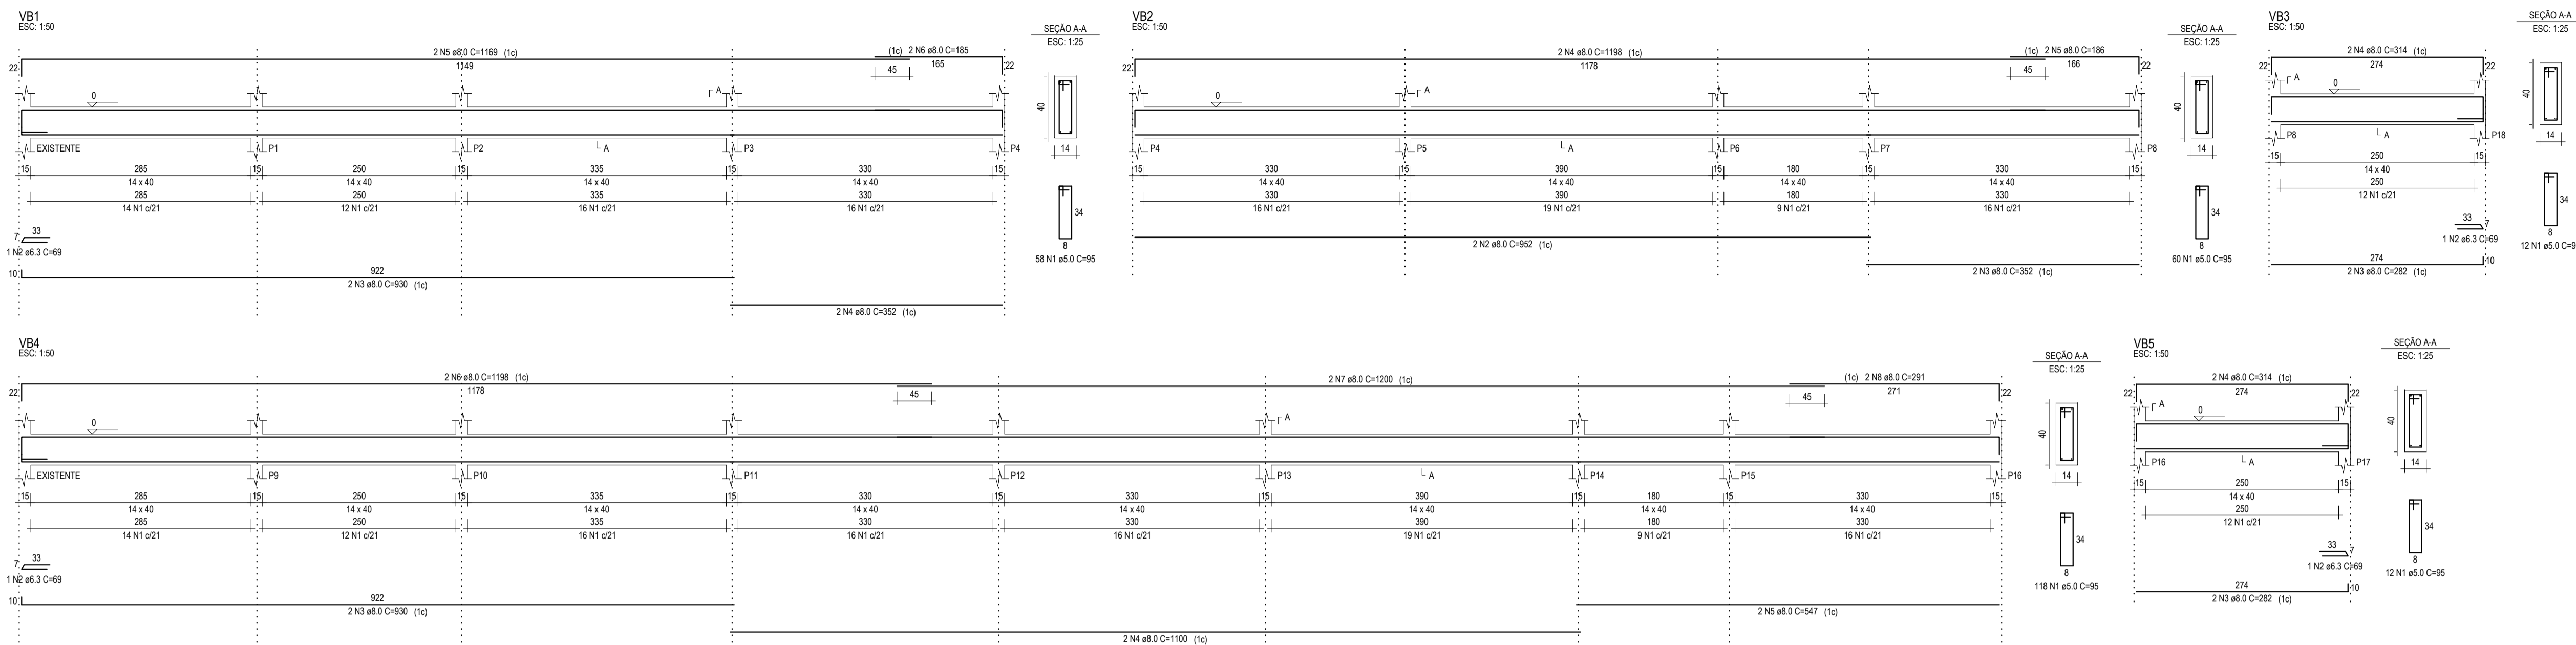 VB1
ESC: 1:50
2 N5 ø8.0 C=1169 (1c)
1149
(1c) 2 N6 ø8.0 C=185
165
45
22
22
A
0
EXISTENTE
P1
P2
A
P3
P4
15 285 15 250 15 335 15 330 15
14 x 40 14 x 40 14 x 40 14 x 40
285 250 335 330
14 N1 c/21 12 N1 c/21 16 N1 c/21 16 N1 c/21
7 33
1 N2 ø6.3 C=69
10 922
2 N3 ø8.0 C=930 (1c)
2 N4 ø8.0 C=352 (1c)
SEÇÃO A-A
ESC: 1:25
40
14
34
8
58 N1 ø5.0 C=95
VB2
ESC: 1:50
2 N4 ø8.0 C=1198 (1c)
1178
(1c) 2 N5 ø8.0 C=186
166
45
22
22
A
0
P4
P5
A
P6
P7
P8
15 330 15 390 15 180 15 330 15
14 x 40 14 x 40 14 x 40 14 x 40
330 390 180 330
16 N1 c/21 19 N1 c/21 9 N1 c/21 16 N1 c/21
2 N2 ø8.0 C=952 (1c)
2 N3 ø8.0 C=352 (1c)
SEÇÃO A-A
ESC: 1:25
40
14
34
8
60 N1 ø5.0 C=95
VB3
ESC: 1:50
2 N4 ø8.0 C=314 (1c)
274
22
22
A
0
P8
A
P18
15 250 15
14 x 40
250
12 N1 c/21
33 7
1 N2 ø6.3 C=69
274 10
2 N3 ø8.0 C=282 (1c)
SEÇÃO A-A
ESC: 1:25
40
14
34
8
12 N1 ø5.0 C=9
VB4
ESC: 1:50
2 N6 ø8.0 C=1198 (1c)
1178
2 N7 ø8.0 C=1200 (1c)
(1c) 2 N8 ø8.0 C=291
271
45
45
22
22
A
0
EXISTENTE
P9
P10
P11
P12
P13
A
P14
P15
P16
15 285 15 250 15 335 15 330 15 330 15 390 15 180 15 330 15
14 x 40 14 x 40 14 x 40 14 x 40 14 x 40 14 x 40 14 x 40 14 x 40
285 250 335 330 330 390 180 330
14 N1 c/21 12 N1 c/21 16 N1 c/21 16 N1 c/21 16 N1 c/21 19 N1 c/21 9 N1 c/21 16 N1 c/21
7 33
1 N2 ø6.3 C=69
10 922
2 N3 ø8.0 C=930 (1c)
2 N4 ø8.0 C=1100 (1c)
2 N5 ø8.0 C=547 (1c)
SEÇÃO A-A
ESC: 1:25
40
14
34
8
118 N1 ø5.0 C=95
VB5
ESC: 1:50
2 N4 ø8.0 C=314 (1c)
274
22
22
A
0
P16
A
P17
15 250 15
14 x 40
250
12 N1 c/21
33 7
1 N2 ø6.3 C=69
274 10
2 N3 ø8.0 C=282 (1c)
SEÇÃO A-A
ESC: 1:25
40
14
34
8
12 N1 ø5.0 C=95